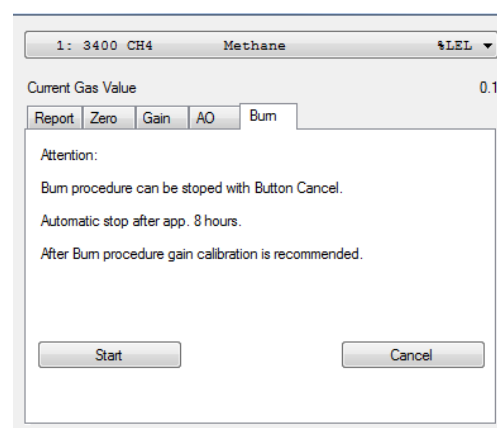 1: 3400 CH4 Methane %LEL
Current Gas Value 0.1
Report Zero Gain AO Burn
Attention:
Burn procedure can be stoped with Button Cancel.
Automatic stop after app. 8 hours.
After Burn procedure gain calibration is recommended.
Start Cancel